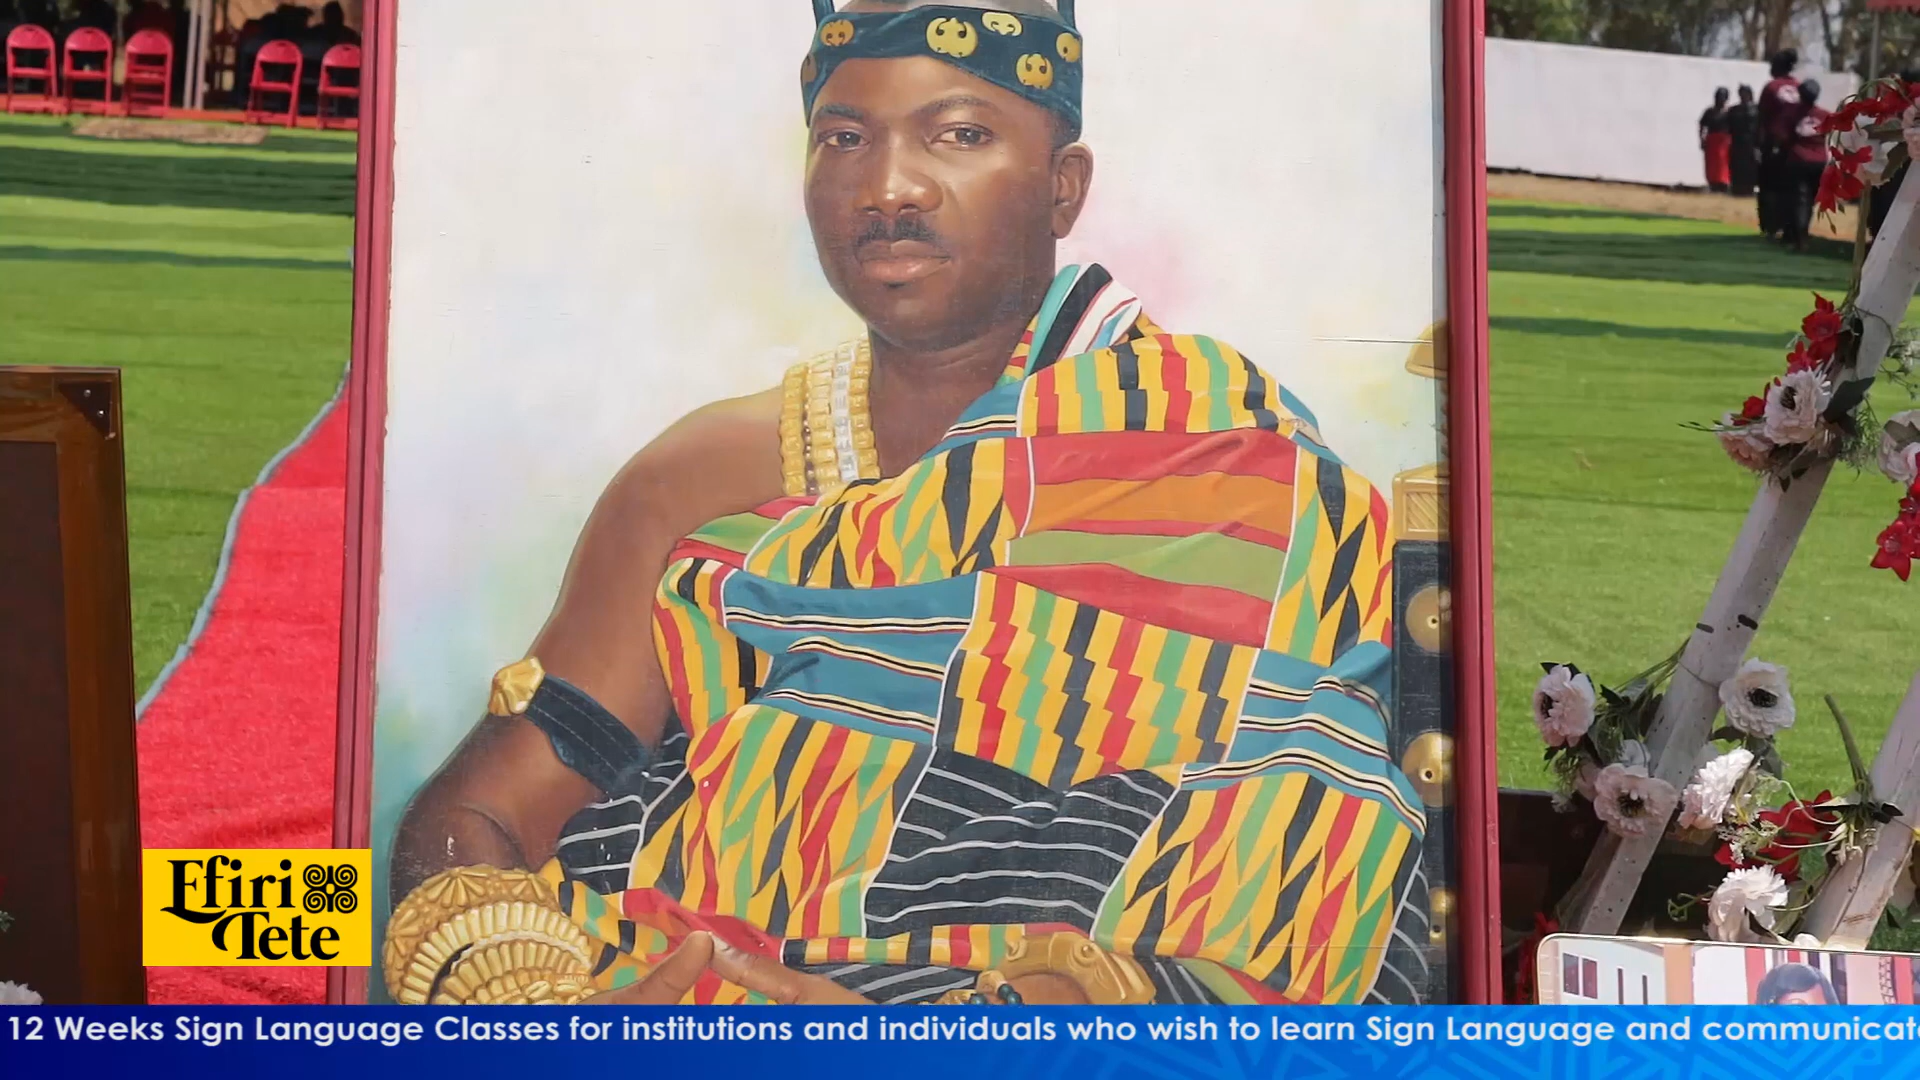 Efiri
Tete
12 Weeks Sign Language Classes for institutions and individuals who wish to learn Sign Language and communicat